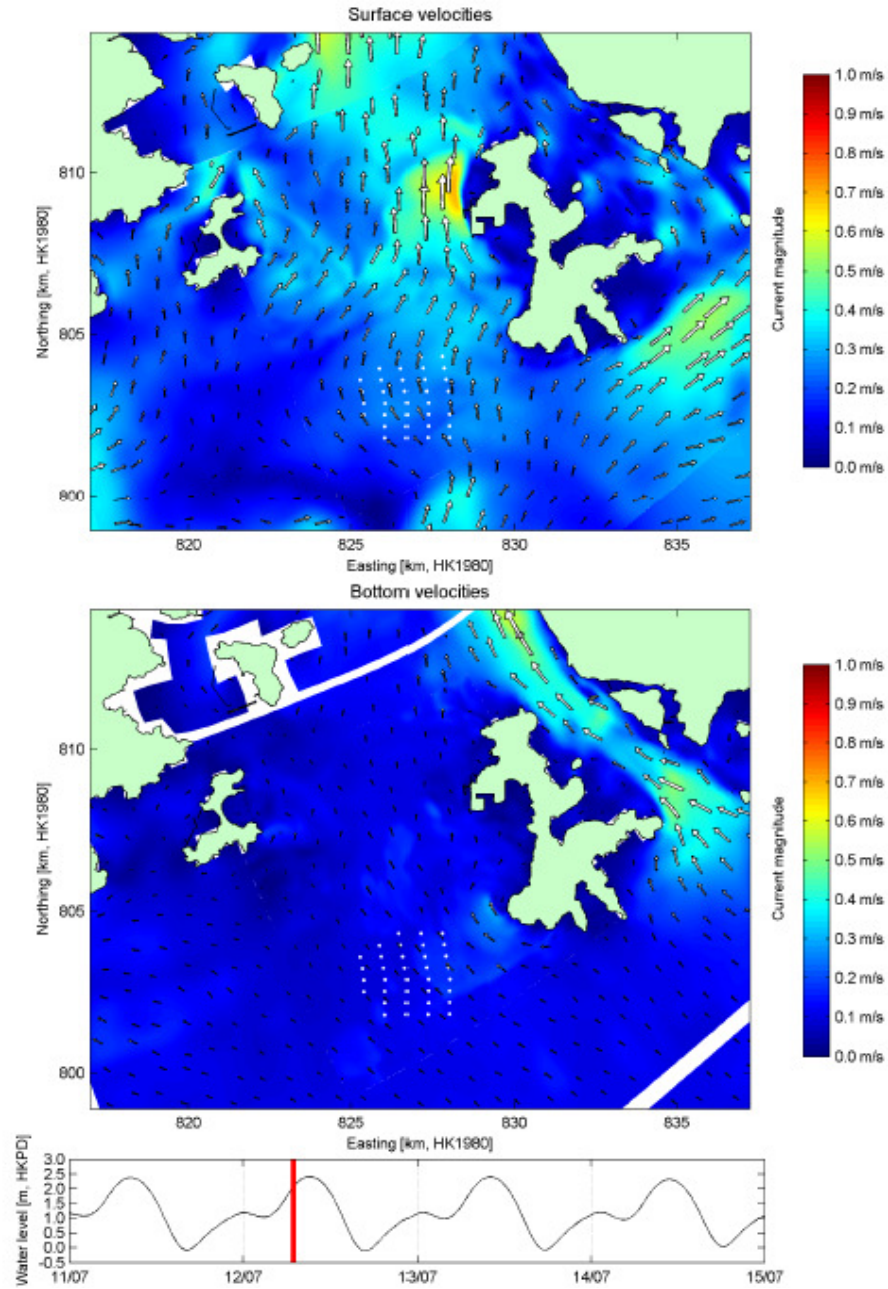 Surface velocities
810
805
800
820
825
830
835
Northing [km, HK1980]
Easting [km, HK1980]
1.0 m/s
0.9 m/s
0.8 m/s
0.7 m/s
0.6 m/s
0.5 m/s
0.4 m/s
0.3 m/s
0.2 m/s
0.1 m/s
0.0 m/s
Current magnitude
Bottom velocities
810
805
800
820
825
830
835
Northing [km, HK1980]
Easting [km, HK1980]
1.0 m/s
0.9 m/s
0.8 m/s
0.7 m/s
0.6 m/s
0.5 m/s
0.4 m/s
0.3 m/s
0.2 m/s
0.1 m/s
0.0 m/s
Current magnitude
Water level [m, HKPD]
3.0
2.5
2.0
1.5
1.0
0.5
0.0
-0.5
11/07
12/07
13/07
14/07
15/07